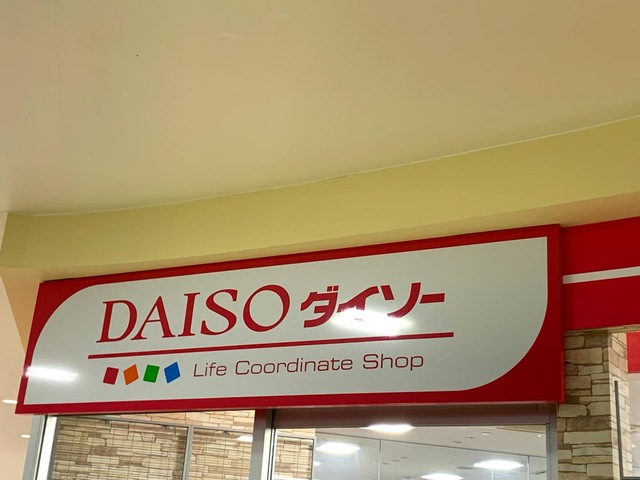 DAISO ダイソー
Life Coordinate Shop